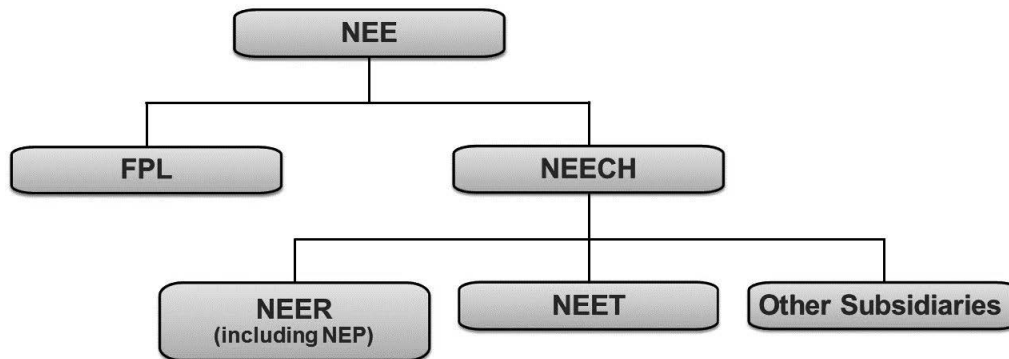 NEE
FPL
NEECH
NEER
(including NEP)
NEET
Other Subsidiaries